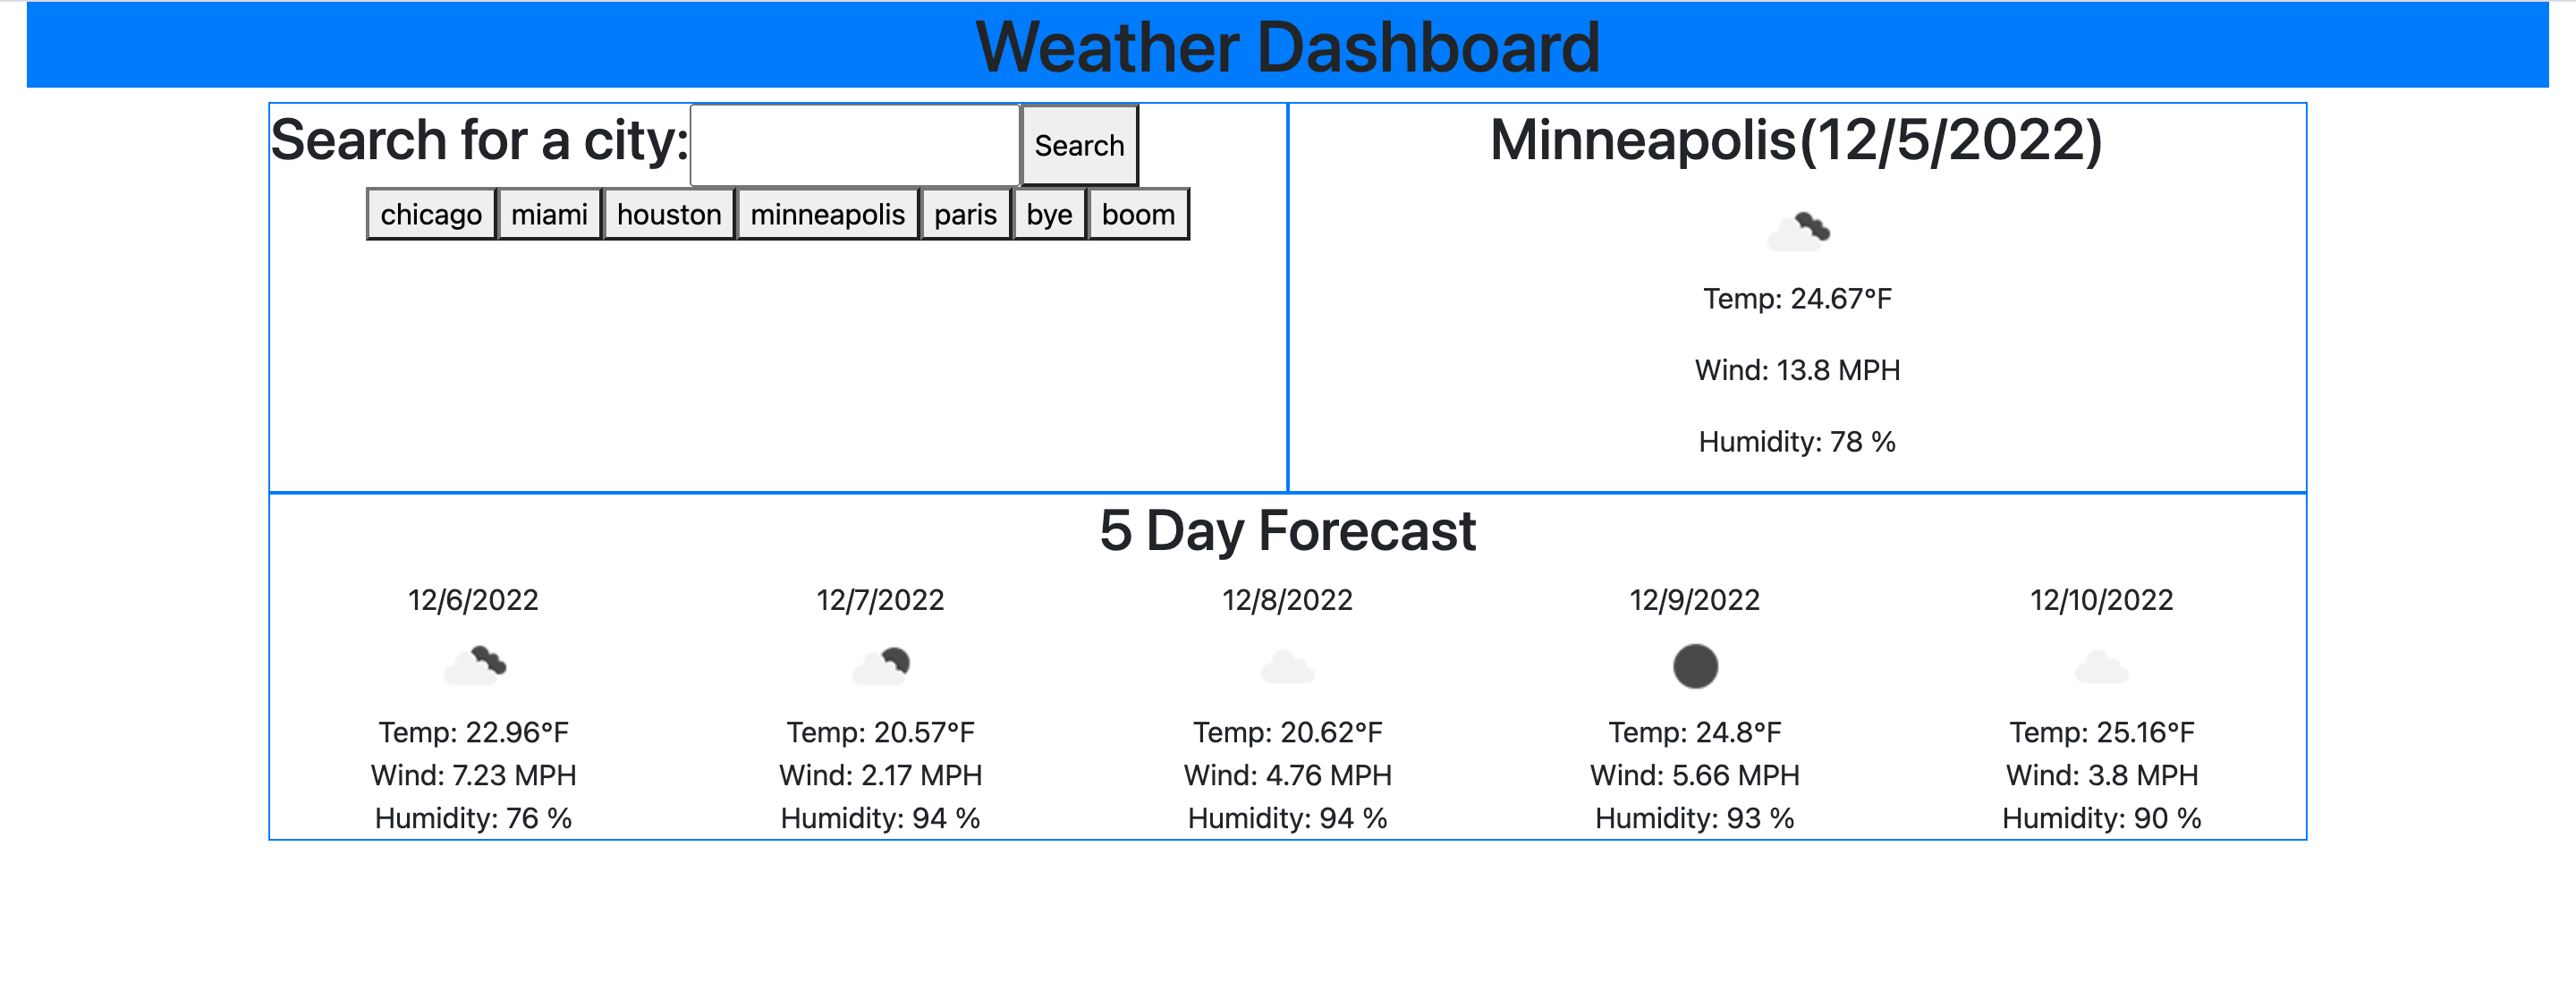 Weather Dashboard
Search for a city: Search
chicago miami houston minneapolis paris bye boom
Minneapolis(12/5/2022)
Temp: 24.67°F
Wind: 13.8 MPH
Humidity: 78 %
5 Day Forecast
12/6/2022 12/7/2022 12/8/2022 12/9/2022 12/10/2022
Temp: 22.96°F Temp: 20.57°F Temp: 20.62°F Temp: 24.8°F Temp: 25.16°F
Wind: 7.23 MPH Wind: 2.17 MPH Wind: 4.76 MPH Wind: 5.66 MPH Wind: 3.8 MPH
Humidity: 76 % Humidity: 94 % Humidity: 94 % Humidity: 93 % Humidity: 90 %